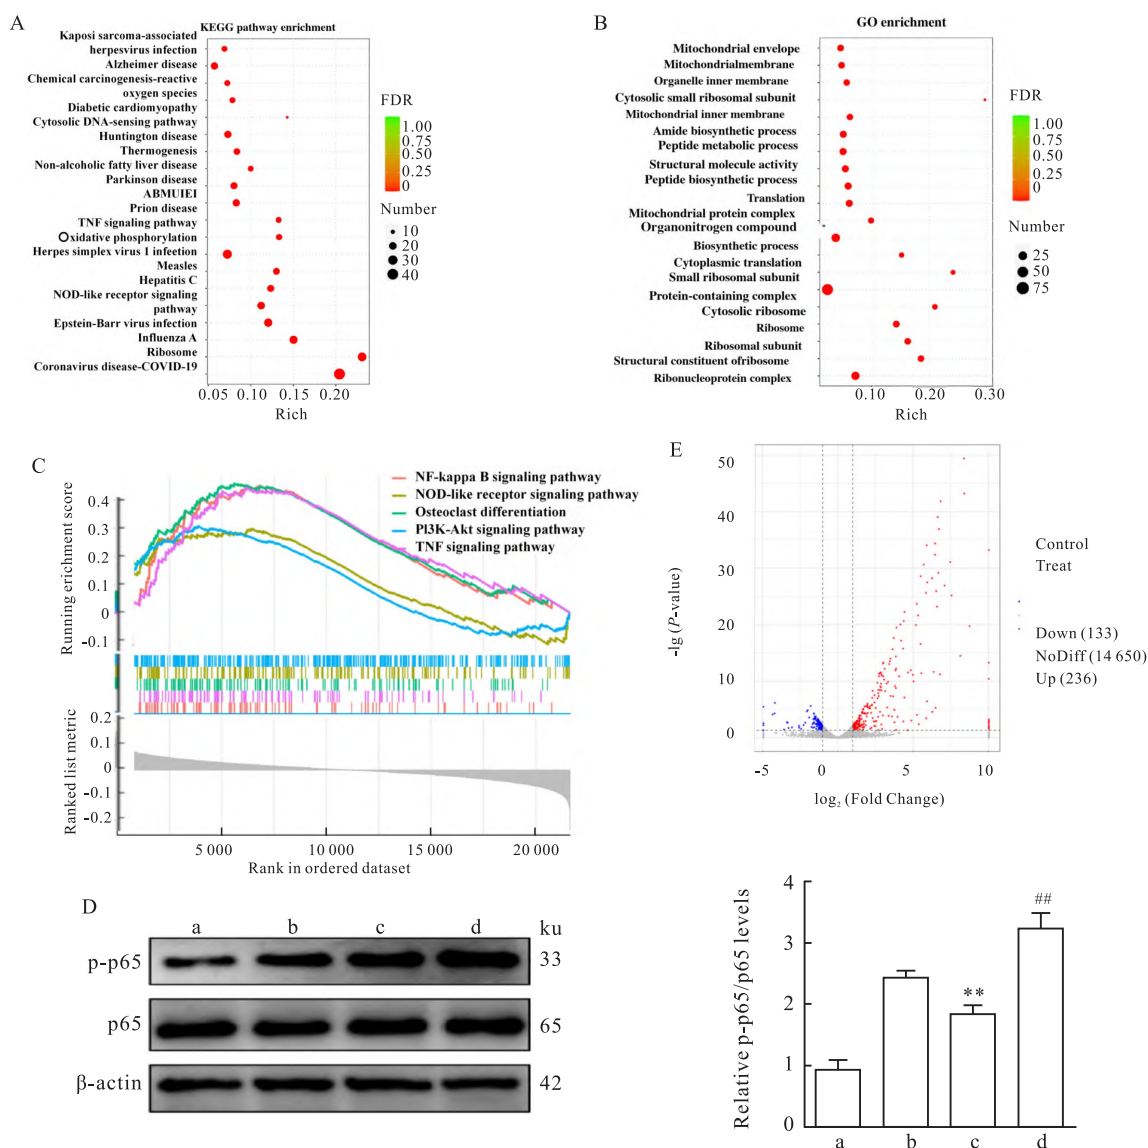 A
KEGG pathway enrichment
Kaposi sarcoma-associated
herpesvirus infection
Alzheimer disease
Chemical carcinogenesis-reactive
oxygen species
Diabetic cardiomyopathy
Cytosolic DNA-sensing pathway
Huntington disease
Thermogenesis
Non-alcoholic fatty liver disease
Parkinson disease
ABMUIEI
Prion disease
TNF signaling pathway
Oxidative phosphorylation
Herpes simplex virus 1 infection
Measles
Hepatitis C
NOD-like receptor signaling
pathway
Epstein-Barr virus infection
Influenza A
Ribosome
Coronavirus disease-COVID-19
0.05 0.10 0.15 0.20
Rich
FDR
1.00
0.75
0.50
0.25
0
Number
10
20
30
40
B
GO enrichment
Mitochondrial envelope
Mitochondrialmembrane
Organelle inner membrane
Cytosolic small ribosomal subunit
Mitochondrial inner membrane
Amide biosynthetic process
Peptide metabolic process
Structural molecule activity
Peptide biosynthetic process
Translation
Mitochondrial protein complex
Organonitrogen compound
Biosynthetic process
Cytoplasmic translation
Small ribosomal subunit
Protein-containing complex
Cytosolic ribosome
Ribosome
Ribosomal subunit
Structural constituent ofribosome
Ribonucleoprotein complex
0.10 0.20 0.30
Rich
FDR
1.00
0.75
0.50
0.25
0
Number
25
50
75
C
Running enrichment score
0.4
0.3
0.2
0.1
0
-0.1
NF-kappa B signaling pathway
NOD-like receptor signaling pathway
Osteoclast differentiation
PI3K-Akt signaling pathway
TNF signaling pathway
Ranked list metric
0.2
0.1
0
-0.1
-0.2
5 000 10 000 15 000 20 000
Rank in ordered dataset
E
-lg (P-value)
50
40
30
20
10
0
-5 0 5 10
log₂ (Fold Change)
Control
Treat
Down (133)
NoDiff (14 650)
Up (236)
D
a b c d ku
p-p65 33
p65 65
β-actin 42
Relative p-p65/p65 levels
4
3
2
1
0
**
##
a b c d